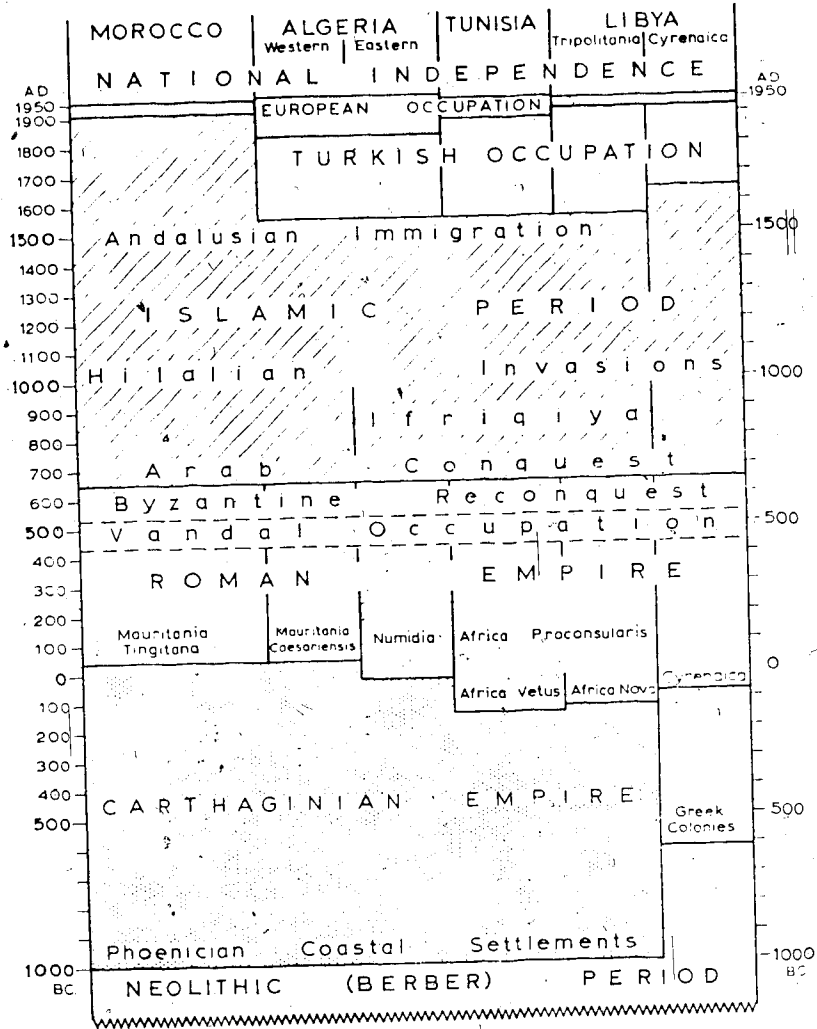 MOROCCO ALGERIA TUNISIA LIBYA
Western Eastern Tripolitania Cyrenaica
NATIONAL INDEPENDENCE
AD AD
1950 EUROPEAN OCCUPATION 1950
1900
1800 TURKISH OCCUPATION
1700
1600
1500 Andalusian Immigration 1500
1400
1300 ISLAMIC PERIOD
1200
1100
1000 Hilalian Invasions 1000
900 Ifriqiya
800
700 Arab Conquest
600 Byzantine Reconquest
500 Vandal Occupation 500
400 ROMAN EMPIRE
300
200
100 Mauritania Tingitana Mauritania Caesariensis Numidia Africa Proconsularis
0 Africa Vetus Africa Nova Cyrenaica 0
100
200
300
400 CARTHAGINIAN EMPIRE 500
500 Greek Colonies
Phoenician Coastal Settlements
1000 NEOLITHIC (BERBER) PERIOD 1000
BC. BC